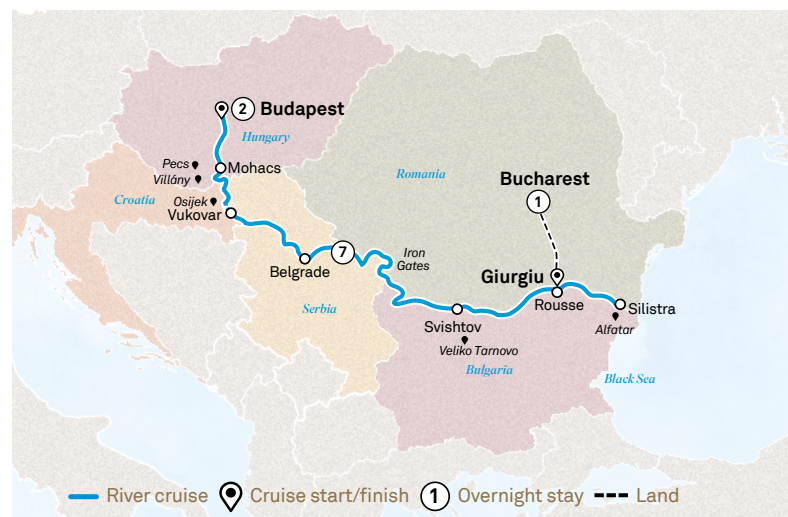 2 Budapest
Hungary
Pecs
Mohacs
Villány
Romania
Bucharest
Croatia
Osijek
1
Vukovar
7
Iron
Gates
Belgrade
Giurgiu
Rousse
Serbia
Silistra
Svishtov
Alfatar
Veliko Tarnovo
Bulgaria
Black Sea
River cruise
Cruise start/finish
1 Overnight stay
Land